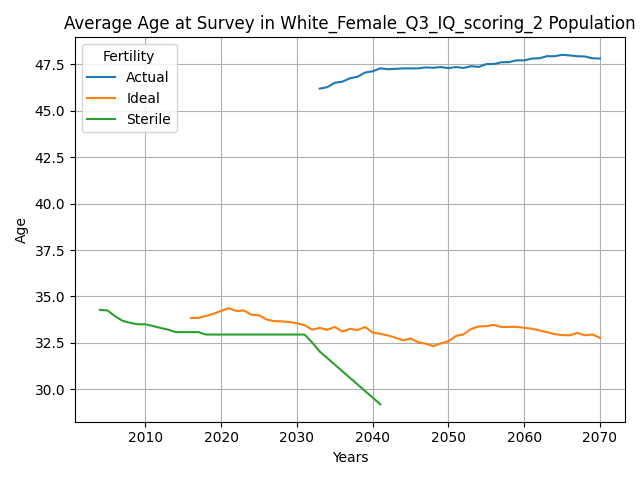 Average Age at Survey in White_Female_Q3_IQ_scoring_2 Population
Fertility
Actual
Ideal
Sterile
47.5
45.0
42.5
40.0
37.5
35.0
32.5
30.0
Age
2010 2020 2030 2040 2050 2060 2070
Years